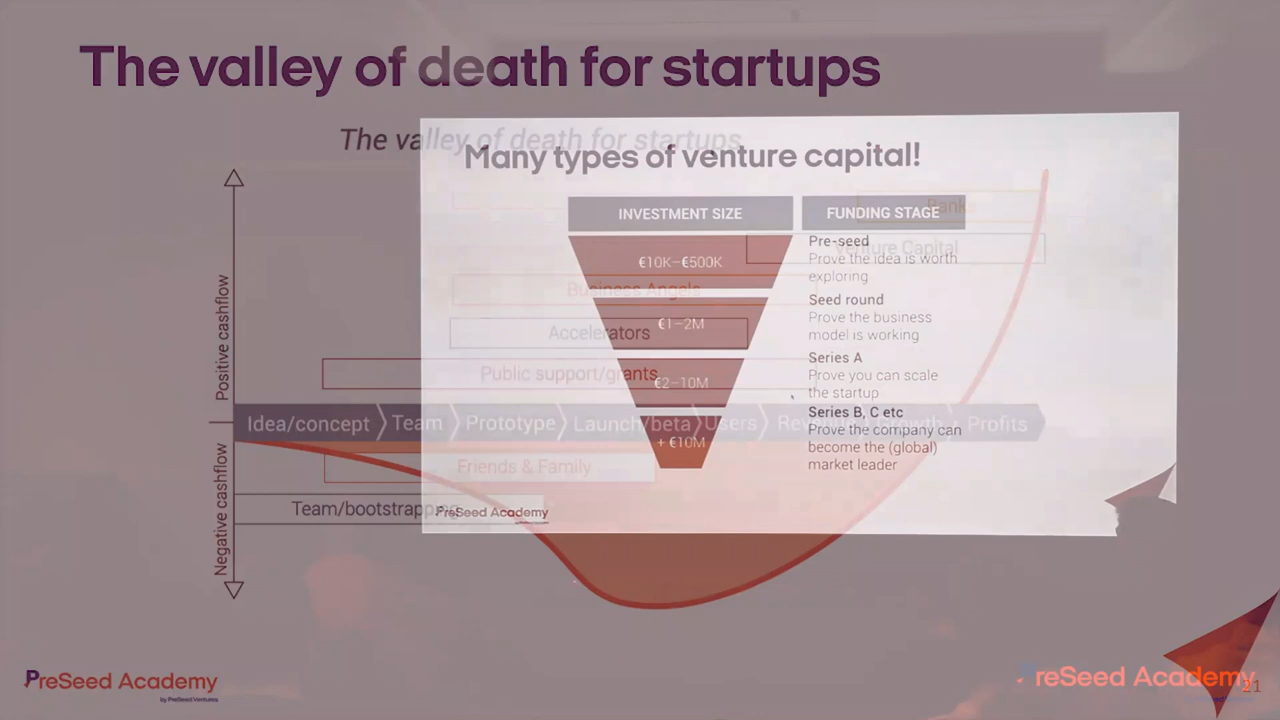 The valley of death for startups
The valley of death for startups
Many types of venture capital!
INVESTMENT SIZE
FUNDING STAGE
Banks
Venture Capital
€10K–€500K
Pre-seed
Prove the idea is worth
exploring
Business Angels
€1–2M
Seed round
Prove the business
model is working
Accelerators
Public support/grants
€2–10M
Series A
Prove you can scale
the startup
Positive cashflow
Idea/concept
Team
Prototype
Launch/beta
Users
Growth
Profits
+ €10M
Series B, C etc
Prove the company can
become the (global)
market leader
Friends & Family
Negative cashflow
PreSeed Academy
PreSeed Academy
by PreSeed Ventures
reSeed Academy
21